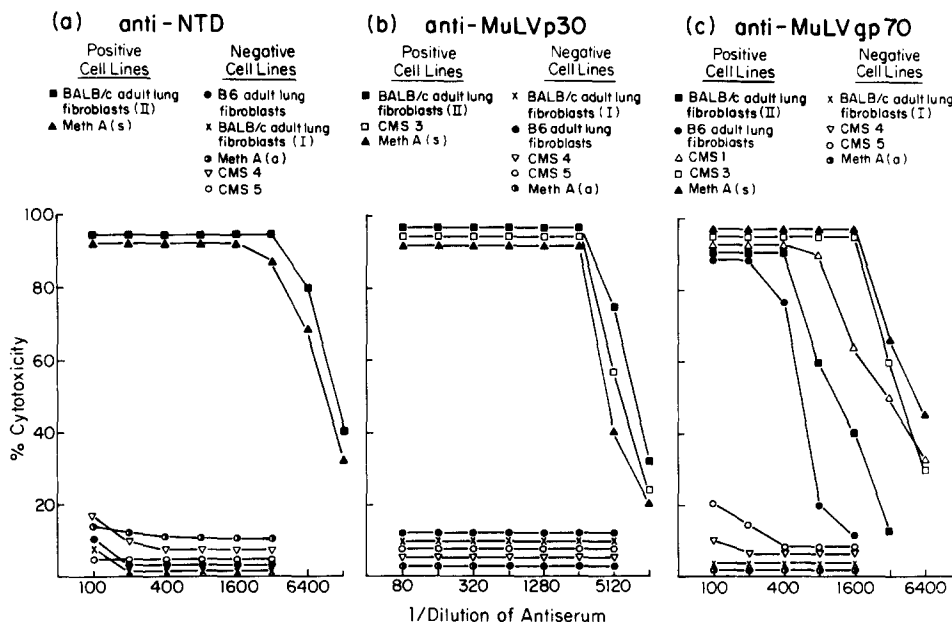 (a) anti-NTD
Positive Cell Lines
■ BALB/c adult lung
fibroblasts (II)
▲ Meth A(s)
Negative Cell Lines
● B6 adult lung
fibroblasts
x BALB/c adult lung
fibroblasts (I)
◑ Meth A(a)
▽ CMS 4
○ CMS 5
(b) anti-MuLVp30
Positive
Cell Lines
■ BALB/c adult lung
fibroblasts (II)
□ CMS 3
▲ Meth A(s)
Negative
Cell Lines
x BALB/c adult lung
fibroblasts (I)
● B6 adult lung
fibroblasts
▽ CMS 4
○ CMS 5
◑ Meth A(a)
(c) anti-MuLVgp70
Positive
Cell Lines
■ BALB/c adult lung
fibroblasts (II)
● B6 adult lung
fibroblasts
△ CMS 1
□ CMS 3
▲ Meth A(s)
Negative
Cell Lines
x BALB/c adult lung
fibroblasts (I)
▽ CMS 4
○ CMS 5
◑ Meth A(a)
% Cytotoxicity
100
80
60
40
20
100 400 1600 6400
80 320 1280 5120
100 400 1600 6400
1/Dilution of Antiserum